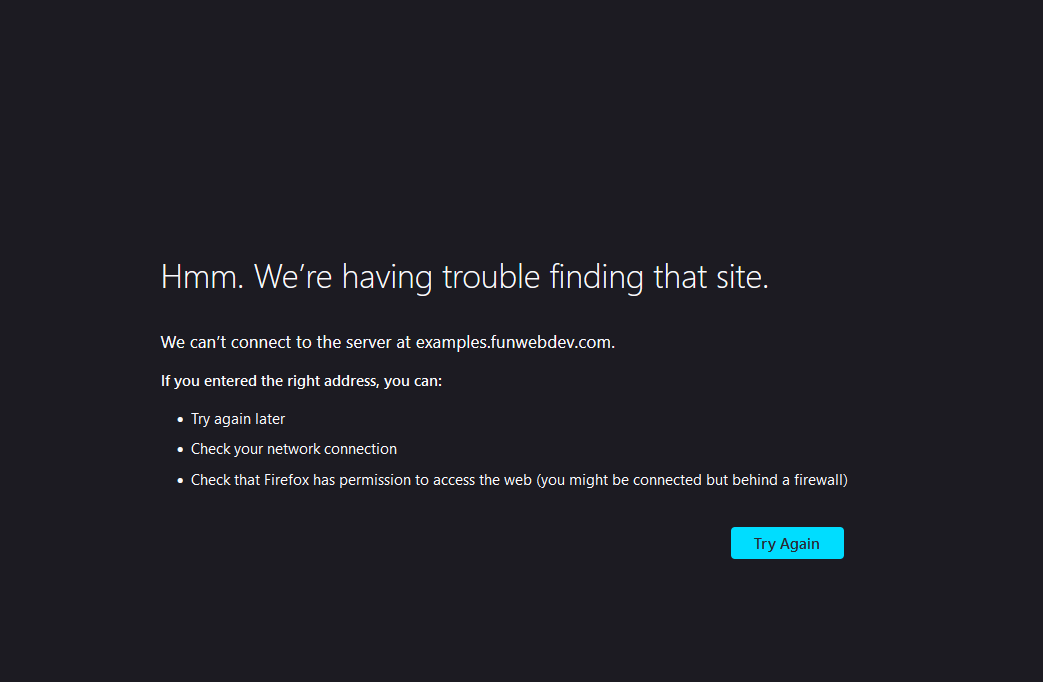 Hmm. We’re having trouble finding that site.
We can’t connect to the server at examples.funwebdev.com.
If you entered the right address, you can:
• Try again later
• Check your network connection
• Check that Firefox has permission to access the web (you might be connected but behind a firewall)
Try Again